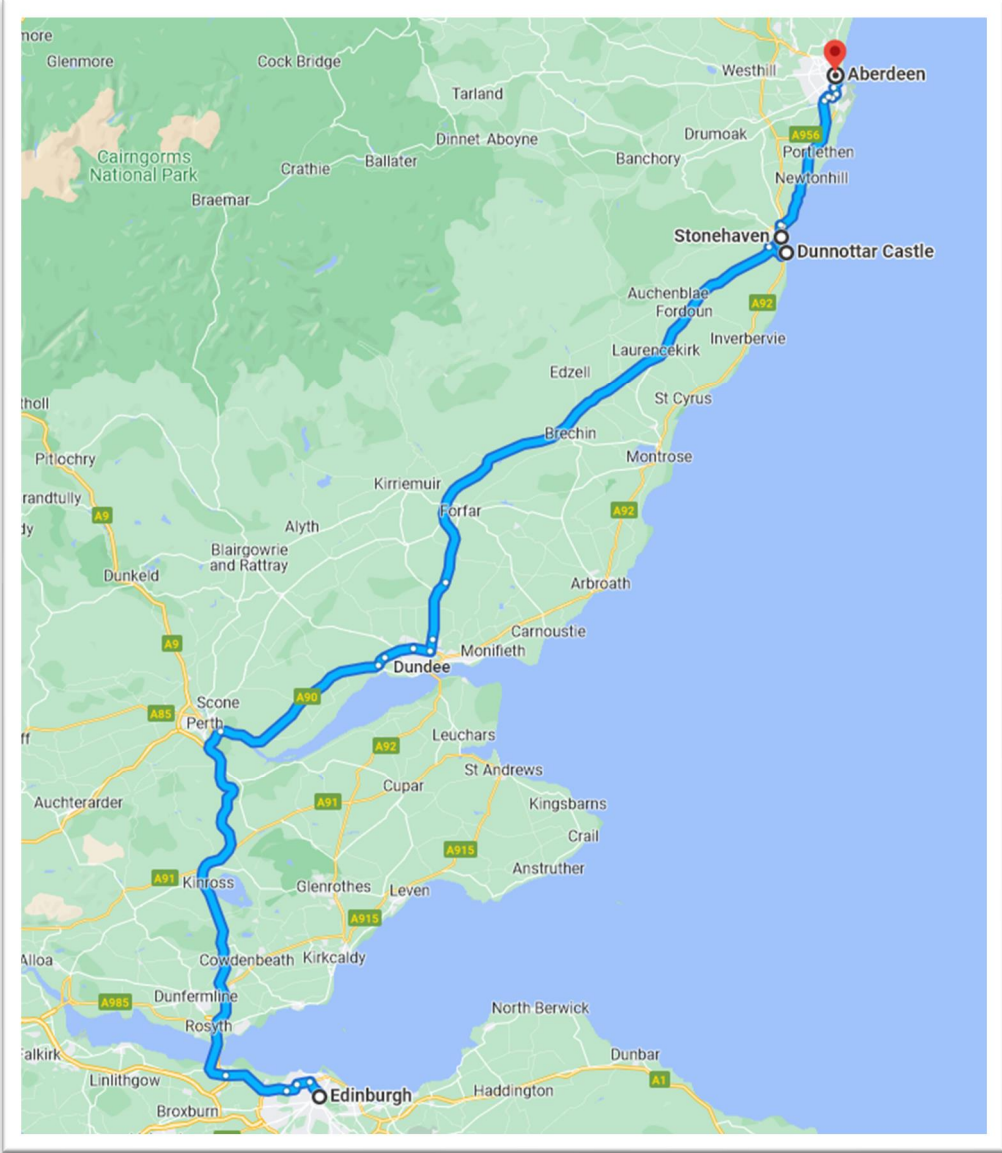 more
Glenmore
Cock Bridge
Westhill
Aberdeen
Tarland
A956
Drumoak
Dinnet Aboyne
Portlethen
Cairngorms
National Park
Ballater
Banchory
Crathie
Newtonhill
Braemar
Stonehaven
Dunnottar Castle
Auchenblae
Fordoun
A92
Inverbervie
Laurencekirk
Edzell
St Cyrus
tholl
Brechin
Pitlochry
Montrose
Kirriemuir
randtully
Forfar
A92
A9
Alyth
dy
Blairgowrie
and Rattray
Dunkeld
Arbroath
Carnoustie
A9
Monifieth
Dundee
A90
Scone
A85
Perth
ff
Leuchars
A92
St Andrews
Cupar
Auchterarder
A91
Kingsbarns
Crail
A915
Anstruther
A91
Kinross
Glenrothes
Leven
A915
Alloa
Cowdenbeath
Kirkcaldy
Dunfermline
A985
North Berwick
Rosyth
Falkirk
Dunbar
Linlithgow
A1
Haddington
Edinburgh
Broxburn